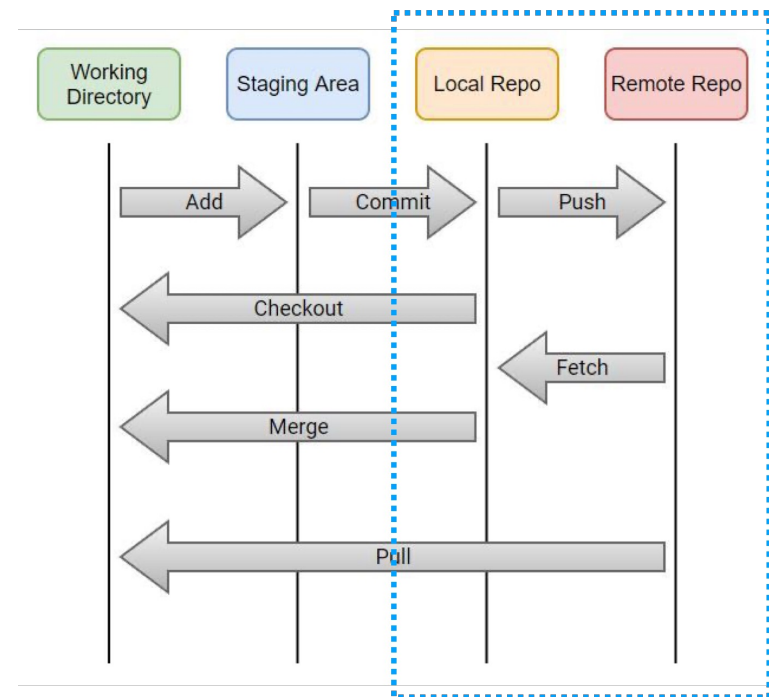 Working
Directory
Staging Area
Local Repo
Remote Repo
Add
Commit
Push
Checkout
Fetch
Merge
Pull